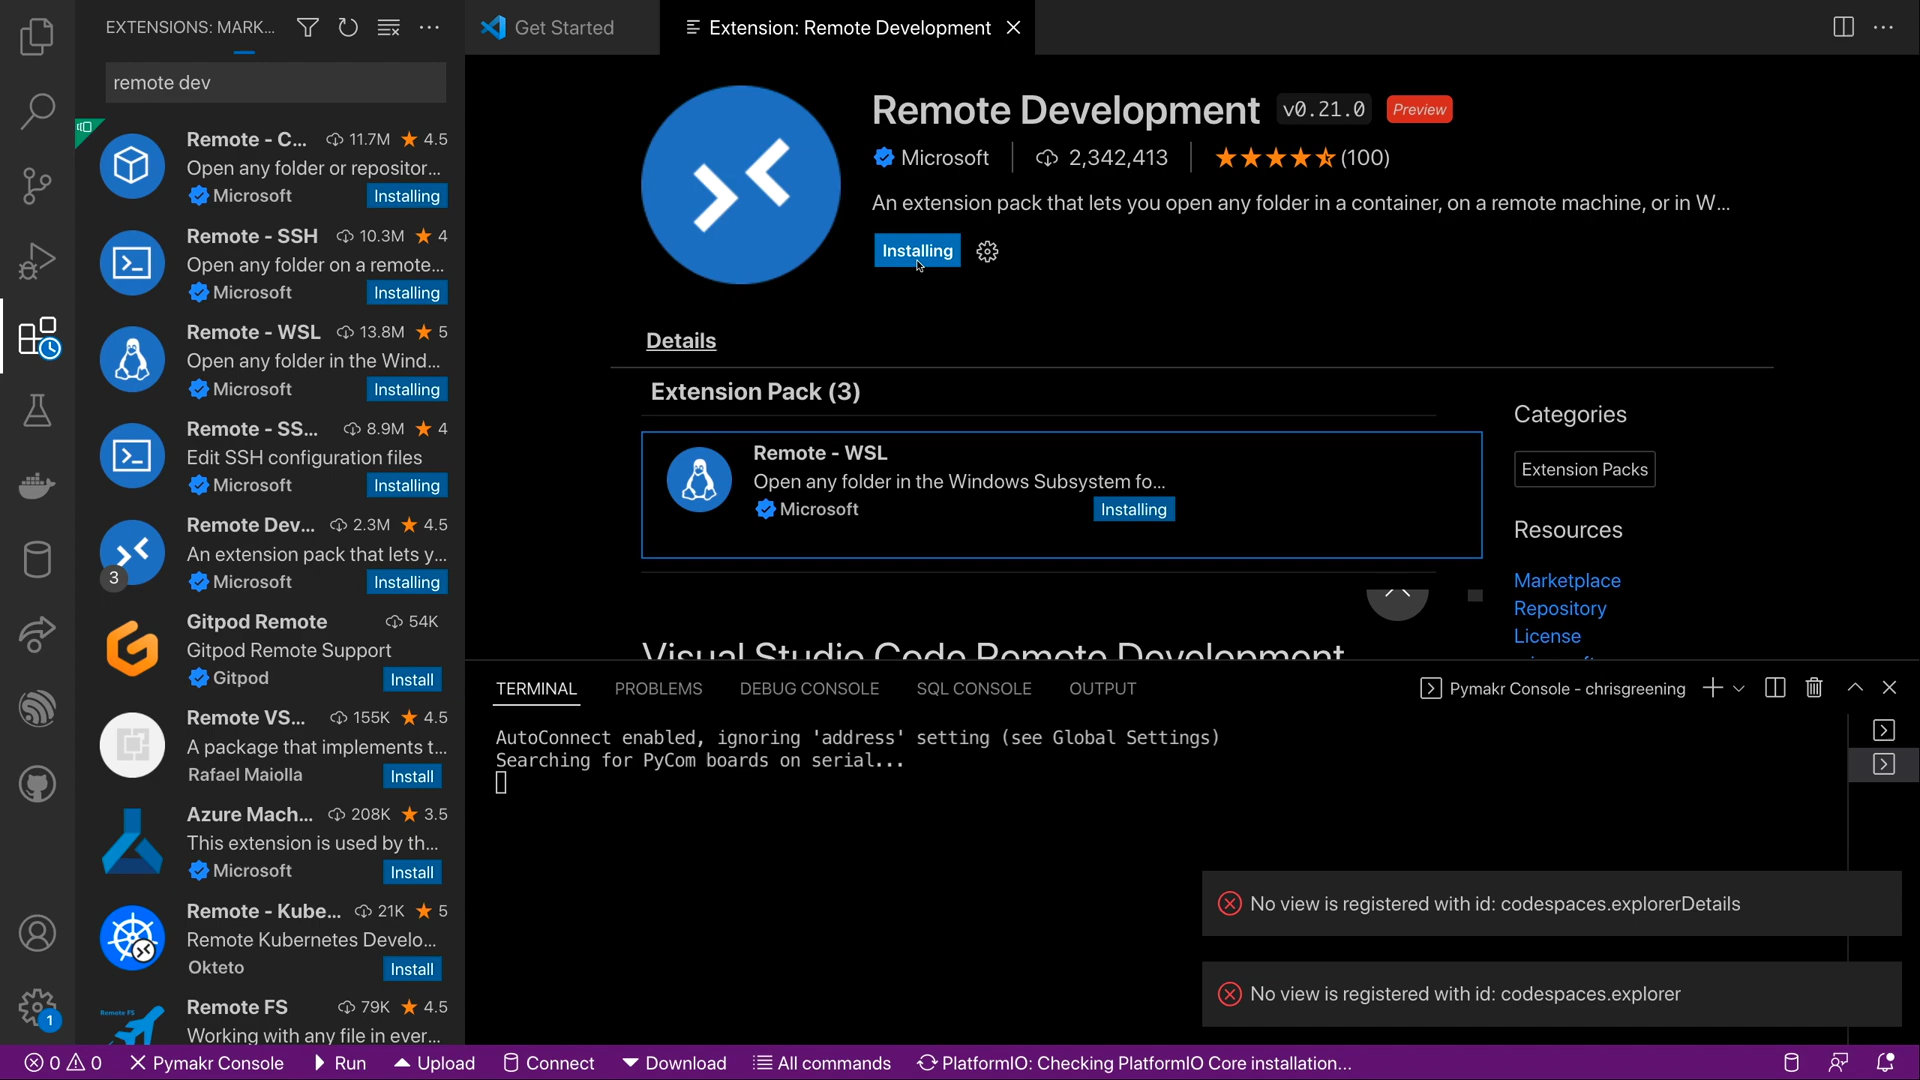 EXTENSIONS: MARK...
remote dev
Remote - C... 11.7M 4.5
Open any folder or repositor...
Microsoft Installing
Remote - SSH 10.3M 4
Open any folder on a remote...
Microsoft Installing
Remote - WSL 13.8M 5
Open any folder in the Wind...
Microsoft Installing
Remote - SS... 8.9M 4
Edit SSH configuration files
Microsoft Installing
Remote Dev... 2.3M 4.5
An extension pack that lets y...
3 Microsoft Installing
Gitpod Remote 54K
Gitpod Remote Support
Gitpod Install
Remote VS... 155K 4.5
A package that implements t...
Rafael Maiolla Install
Azure Mach... 208K 3.5
This extension is used by th...
Microsoft Install
Remote - Kube... 21K 5
Remote Kubernetes Develo...
Okteto Install
Remote FS 79K 4.5
Remote FS
Working with any file in ever...
1
Get Started
Extension: Remote Development
Remote Development v0.21.0 Preview
Microsoft 2,342,413 (100)
An extension pack that lets you open any folder in a container, on a remote machine, or in W...
Installing
Details
Extension Pack (3)
Remote - WSL
Open any folder in the Windows Subsystem fo...
Microsoft Installing
Visual Studio Code Remote Development
Categories
Extension Packs
Resources
Marketplace
Repository
License
TERMINAL PROBLEMS DEBUG CONSOLE SQL CONSOLE OUTPUT
Pymakr Console - chrisgreening
AutoConnect enabled, ignoring 'address' setting (see Global Settings)
Searching for PyCom boards on serial...
No view is registered with id: codespaces.explorerDetails
No view is registered with id: codespaces.explorer
0 0 Pymakr Console Run Upload Connect Download All commands PlatformIO: Checking PlatformIO Core installation...